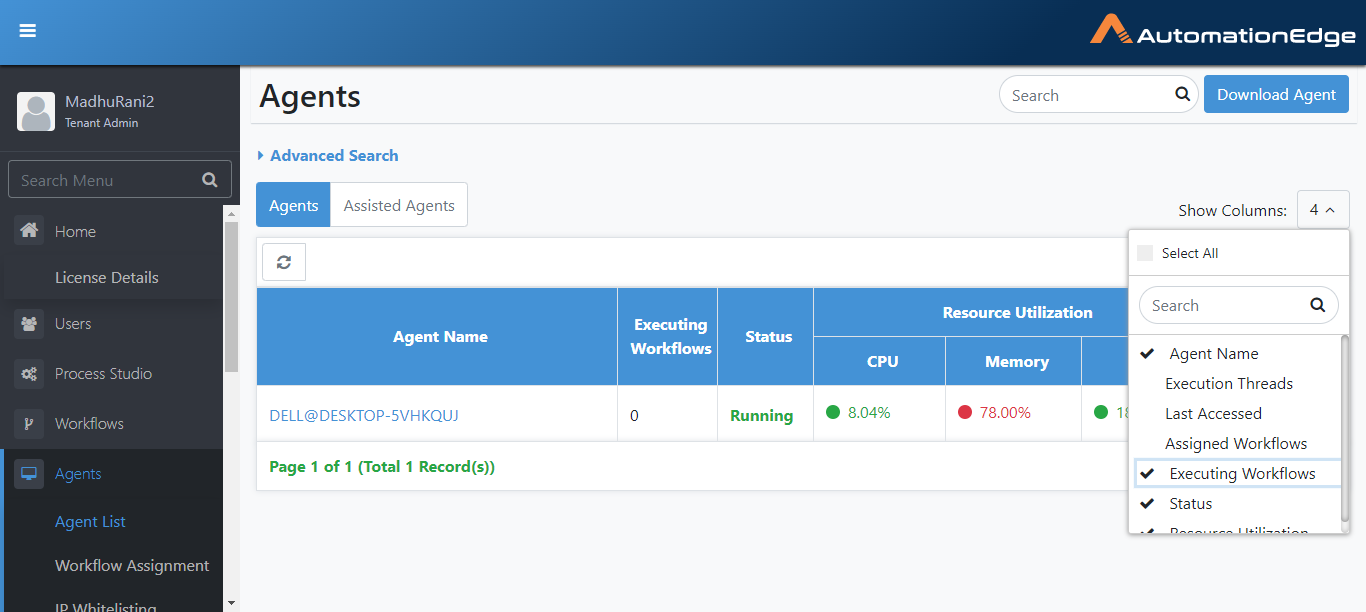 AutomationEdge
MadhuRani2
Tenant Admin
Search Menu
Home
License Details
Users
Process Studio
Workflows
Agents
Agent List
Workflow Assignment
IP Whitelisting
Agents
Search
Download Agent
Advanced Search
Agents
Assisted Agents
Show Columns:
4
Agent Name
Executing
Workflows
Status
Resource Utilization
CPU
Memory
DELL@DESKTOP-5VHKQUJ
0
Running
8.04%
78.00%
Page 1 of 1 (Total 1 Record(s))
Select All
Search
Agent Name
Execution Threads
Last Accessed
Assigned Workflows
Executing Workflows
Status
Resource Utilization